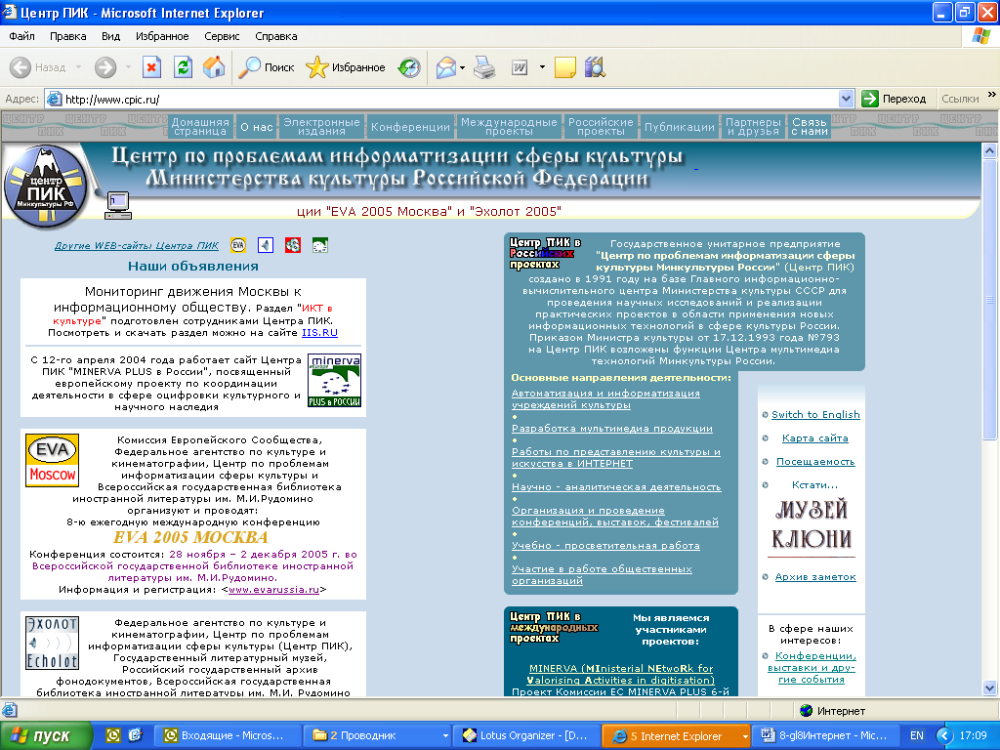 Центр ПИК - Microsoft Internet Explorer
Файл Правка Вид Избранное Сервис Справка
Назад Поиск Избранное
Адрес: http://www.cpic.ru/ Переход Ссылки »
Домашняя страница
О нас
Электронные издания
Конференции
Международные проекты
Российские проекты
Публикации
Партнеры и друзья
Связь с нами
центр
ПИК
Минкультуры РФ
Центр по проблемам информатизации сферы культуры
Министерства культуры Российской Федерации
ции "EVA 2005 Москва" и "Эхолот 2005"
Другие WEB-сайты Центра ПИК EVA
Наши объявления
Мониторинг движения Москвы к
информационному обществу. Раздел "ИКТ в
культуре" подготовлен сотрудниками Центра ПИК.
Посмотреть и скачать раздел можно на сайте IIS.RU
С 12-го апреля 2004 года работает сайт Центра
ПИК "MINERVA PLUS в России", посвященный
европейскому проекту по координации
деятельности в сфере оцифровки культурного и
научного наследия
minerva
europe
PLUS в РОССИИ
EVA
Moscow
Комиссия Европейского Сообщества,
Федеральное агентство по культуре и
кинематографии, Центр по проблемам
информатизации сферы культуры и
Всероссийская государственная библиотека
иностранной литературы им. М.И.Рудомино
организуют и проводят:
8-ю ежегодную международную конференцию
EVA 2005 МОСКВА
Конференция состоится: 28 ноября – 2 декабря 2005 г. во
Всероссийской государственной библиотеке иностранной
литературы им. М.И.Рудомино.
Информация и регистрация: <www.evarussia.ru>
ЭХОЛОТ
Echolot
Федеральное агентство по культуре и
кинематографии, Центр по проблемам
информатизации сферы культуры (Центр ПИК),
Государственный литературный музей,
Российский государственный архив
фонодокументов, Всероссийская государственная
библиотека иностранной литературы им. М.И. Рудомино
Центр ПИК в
Российских
проектах
Государственное унитарное предприятие
"Центр по проблемам информатизации сферы
культуры Минкультуры России" (Центр ПИК)
создано в 1991 году на базе Главного информационно-
вычислительного центра Министерства культуры СССР для
проведения научных исследований и реализации
практических проектов в области применения новых
информационных технологий в сфере культуры России.
Приказом Министра культуры от 17.12.1993 года №793
на Центр ПИК возложены функции Центра мультимедиа
технологий Минкультуры России.
Основные направления деятельности:
Автоматизация и информатизация
учреждений культуры
Разработка мультимедиа продукции
Работы по представлению культуры и
искусства в ИНТЕРНЕТ
Научно - аналитическая деятельность
Организация и проведение
конференций, выставок, фестивалей
Учебно - просветительная работа
Участие в работе общественных
организаций
Центр ПИК в
международных
проектах
Мы являемся
участниками
проектов:
MINERVA (MInisterial NEtwoRk for
Valorising Activities in digitisation)
Проект Комиссии ЕС MINERVA PLUS 6-й
Switch to English
Карта сайта
Посещаемость
Кстати...
МУЗЕЙ
КЛЮНИ
Архив заметок
В сфере наших
интересов:
Конференции,
выставки и дру-
гие события
Интернет
пуск
Входящие - Micros...
2 Проводник
Lotus Organizer - [D...
5 Internet Explorer
8-gl8Интернет - Mic...
EN
17:09